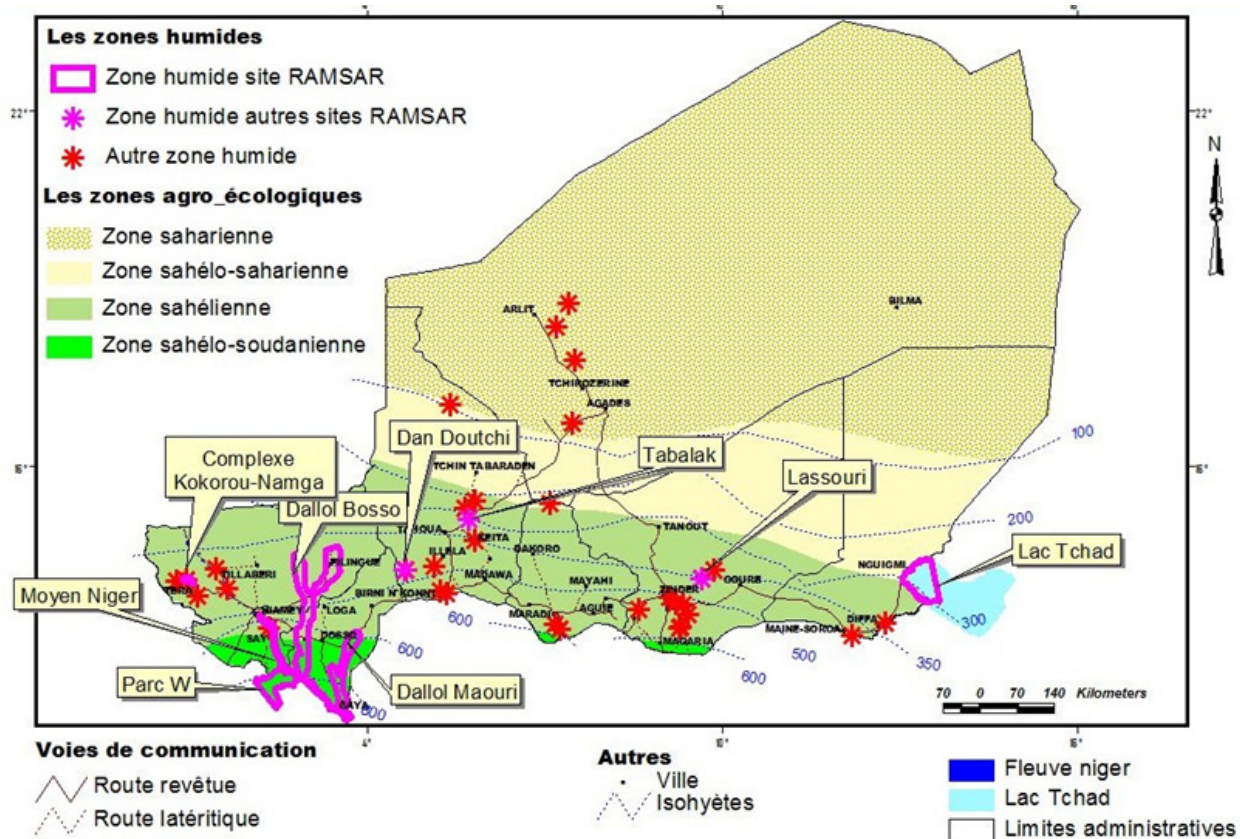 Les zones humides
Zone humide site RAMSAR
Zone humide autres sites RAMSAR
Autre zone humide
Les zones agro_écologiques
Zone saharienne
Zone sahélo-saharienne
Zone sahélienne
Zone sahélo-soudanienne
22°
22°
N
ARLIT
BILMA
TCHIROZERINE
AGADES
100
Dan Doutchi
Complexe
Kokorou-Namga
Tabalak
TCHIN TABARADEN
Lassouri
Dallol Bosso
200
TAHOUA
TANOUT
KEITA
Lac Tchad
ILLELA
DAKORO
NGUIGMI
FILINGUE
TILLABERI
MADAWA
MAYAHI
GOURE
TERA
Moyen Niger
BIRNI N'KONNI
ZINDER
NIAMEY
LOGA
600
MARADI
AGUIE
DIFFA
300
SAY
DOSSO
600
MAGARIA
MAINE-SOROA
500
350
600
Parc W
Dallol Maouri
GAYA
800
70 0 70 140 Kilometers
4°
Voies de communication
Route revêtue
Route latéritique
Autres
Ville
Isohyètes
Fleuve niger
Lac Tchad
Limites administratives